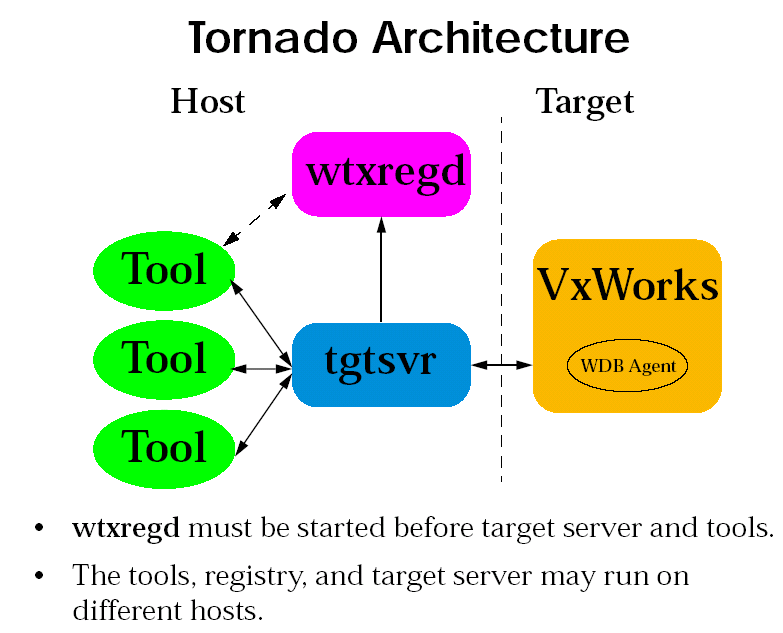 Tornado Architecture
Host
Target
wtxregd
Tool
Tool
Tool
tgtsvr
VxWorks
WDB Agent
• wtxregd must be started before target server and tools.
• The tools, registry, and target server may run on
different hosts.